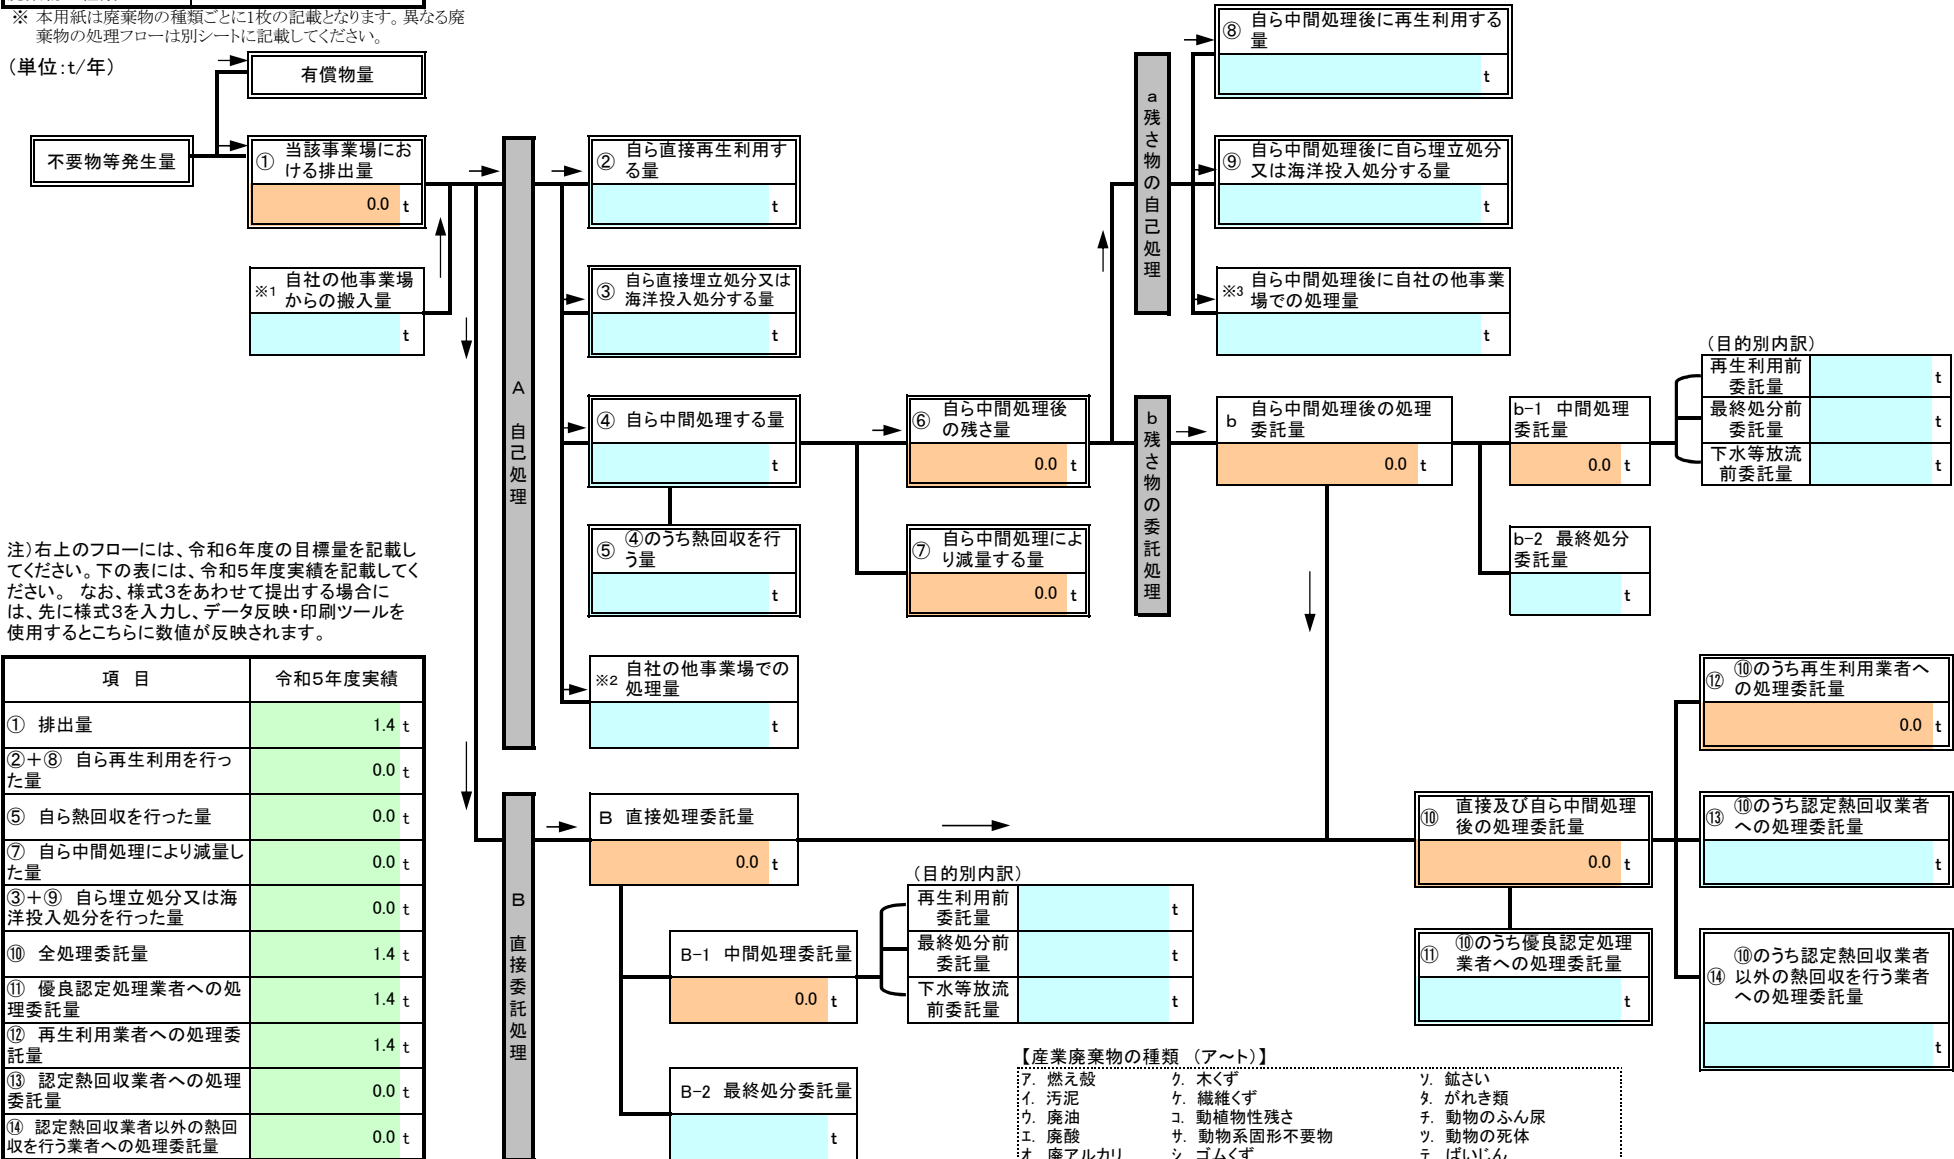 ※ 本用紙は廃棄物の種類ごとに1枚の記載となります。異なる廃
棄物の処理フローは別シートに記載してください。
(単位:t/年)
有償物量
不要物等発生量
① 当該事業場にお
ける排出量
0.0 t
※1 自社の他事業場
からの搬入量
t
A 自己処理
② 自ら直接再生利用す
る量
t
③ 自ら直接埋立処分又は
海洋投入処分する量
t
④ 自ら中間処理する量
t
⑤ ④のうち熱回収を行
う量
t
※2 自社の他事業場での
処理量
t
⑥ 自ら中間処理後
の残さ量
0.0 t
⑦ 自ら中間処理によ
り減量する量
0.0 t
a残さ物の自己処理
⑧ 自ら中間処理後に再生利用する
量
t
⑨ 自ら中間処理後に自ら埋立処分
又は海洋投入処分する量
t
※3 自ら中間処理後に自社の他事業
場での処理量
t
b残さ物の委託処理
b 自ら中間処理後の処理
委託量
0.0 t
b-1 中間処理
委託量
0.0 t
(目的別内訳)
再生利用前
委託量
t
最終処分前
委託量
t
下水等放流
前委託量
t
b-2 最終処分
委託量
t
注)右上のフローには、令和6年度の目標量を記載し
てください。下の表には、令和5年度実績を記載してく
ださい。 なお、様式3をあわせて提出する場合に
は、先に様式3を入力し、データ反映・印刷ツールを
使用するとこちらに数値が反映されます。
項 目 令和5年度実績
① 排出量 1.4 t
②+⑧ 自ら再生利用を行っ
た量 0.0 t
⑤ 自ら熱回収を行った量 0.0 t
⑦ 自ら中間処理により減量し
た量 0.0 t
③+⑨ 自ら埋立処分又は海
洋投入処分を行った量 0.0 t
⑩ 全処理委託量 1.4 t
⑪ 優良認定処理業者への処
理委託量 1.4 t
⑫ 再生利用業者への処理委
託量 1.4 t
⑬ 認定熱回収業者への処理
委託量 0.0 t
⑭ 認定熱回収業者以外の熱回
収を行う業者への処理委託量 0.0 t
B 直接委託処理
B 直接処理委託量
0.0 t
B-1 中間処理委託量
0.0 t
(目的別内訳)
再生利用前
委託量
t
最終処分前
委託量
t
下水等放流
前委託量
t
B-2 最終処分委託量
t
⑩ 直接及び自ら中間処理
後の処理委託量
0.0 t
⑪ ⑩のうち優良認定処理
業者への処理委託量
t
⑫ ⑩のうち再生利用業者へ
の処理委託量
0.0 t
⑬ ⑩のうち認定熱回収業者
への処理委託量
t
⑭ ⑩のうち認定熱回収業者
以外の熱回収を行う業者
への処理委託量
t
【産業廃棄物の種類 (ア~ト)】
ア. 燃え殻 ク. 木くず ソ. 鉱さい
イ. 汚泥 ケ. 繊維くず タ. がれき類
ウ. 廃油 コ. 動植物性残さ チ. 動物のふん尿
エ. 廃酸 サ. 動物系固形不要物 ツ. 動物の死体
オ. 廃アルカリ シ. ゴムくず テ. ばいじん